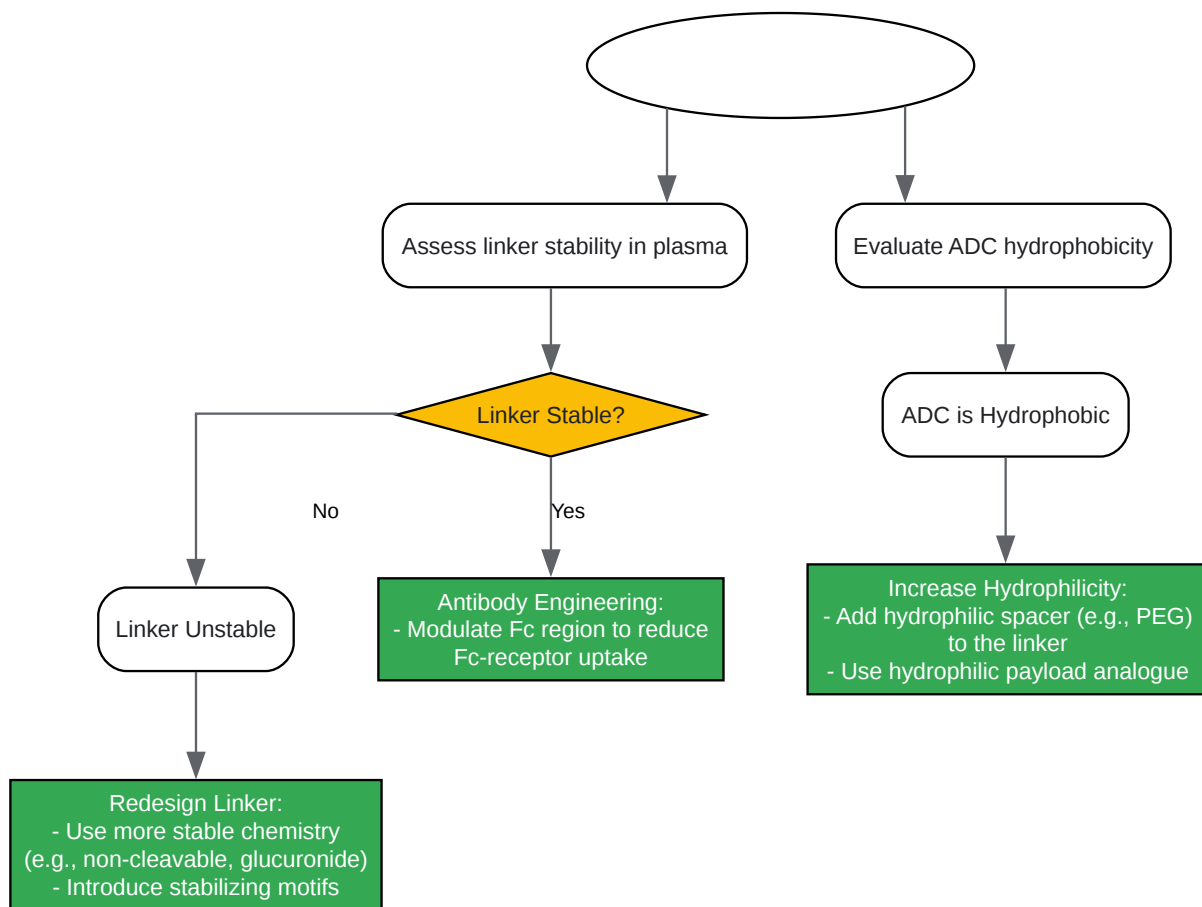 Assess linker stability in plasma
Evaluate ADC hydrophobicity
Linker Stable?
ADC is Hydrophobic
No
Yes
Linker Unstable
Antibody Engineering:
- Modulate Fc region to reduce
Fc-receptor uptake
Increase Hydrophilicity:
- Add hydrophilic spacer (e.g., PEG)
to the linker
- Use hydrophilic payload analogue
Redesign Linker:
- Use more stable chemistry
(e.g., non-cleavable, glucuronide)
- Introduce stabilizing motifs